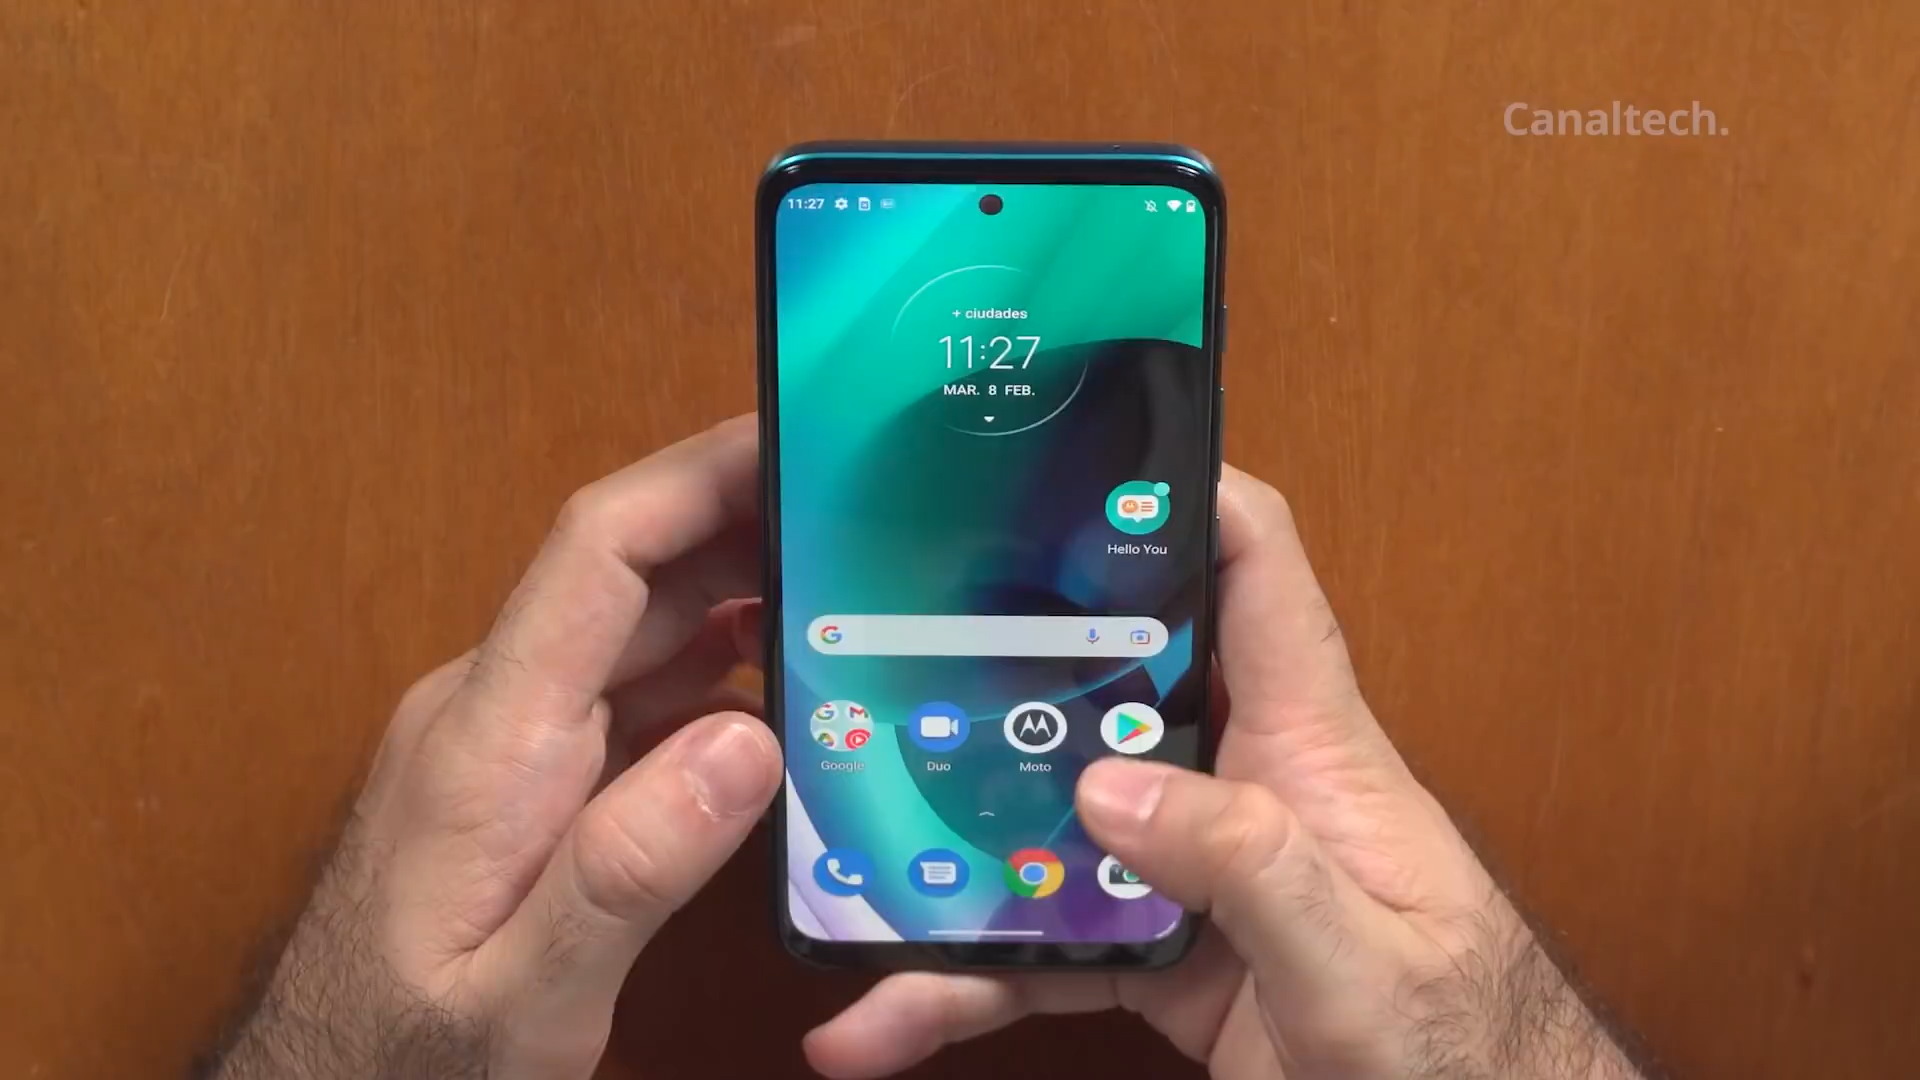 Canaltech.
11:27
+ ciudades
11:27
MAR. 8 FEB.
Hello You
Google
Duo
Moto